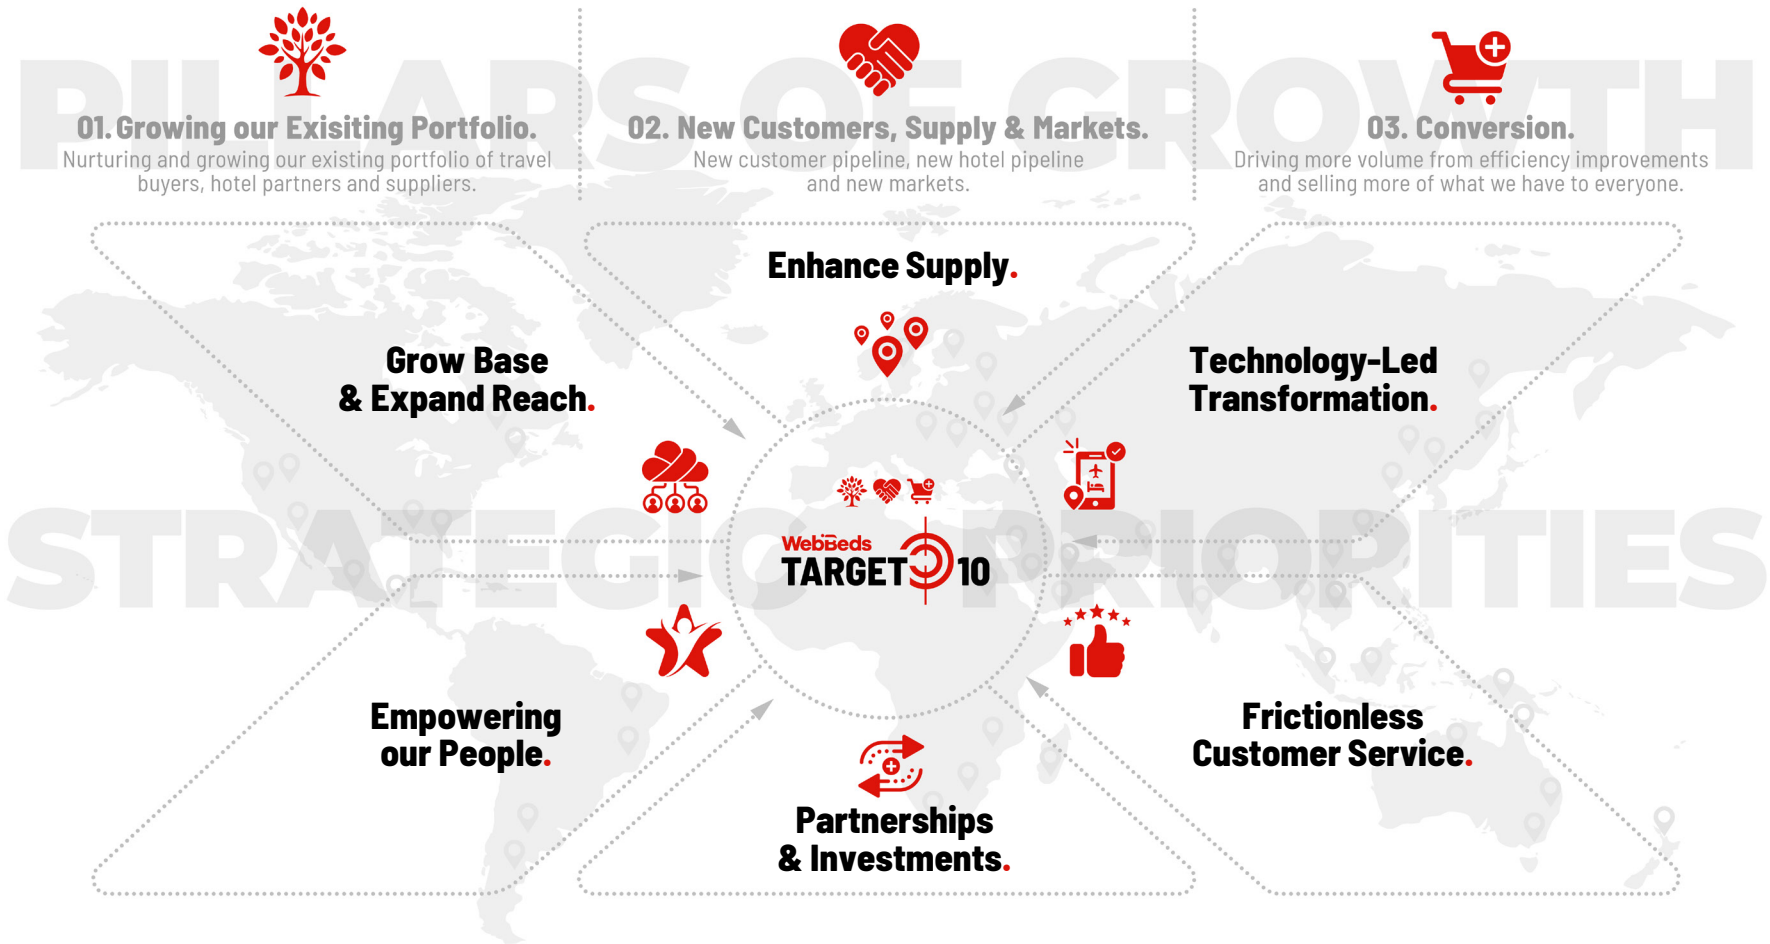 PILLARS OF GROWTH
01. Growing our Exisiting Portfolio.
Nurturing and growing our existing portfolio of travel
buyers, hotel partners and suppliers.
02. New Customers, Supply & Markets.
New customer pipeline, new hotel pipeline
and new markets.
03. Conversion.
Driving more volume from efficiency improvements
and selling more of what we have to everyone.
Enhance Supply.
Grow Base
& Expand Reach.
Technology-Led
Transformation.
STRATEGIC PRIORITIES
WebBeds
TARGET 10
Empowering
our People.
Frictionless
Customer Service.
Partnerships
& Investments.